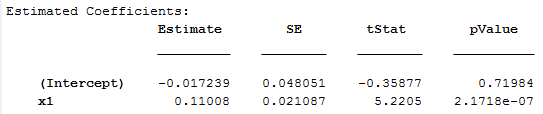 Estimated Coefficients:
Estimate SE tStat pValue
(Intercept) -0.017239 0.048051 -0.35877 0.71984
x1 0.11008 0.021087 5.2205 2.1718e-07